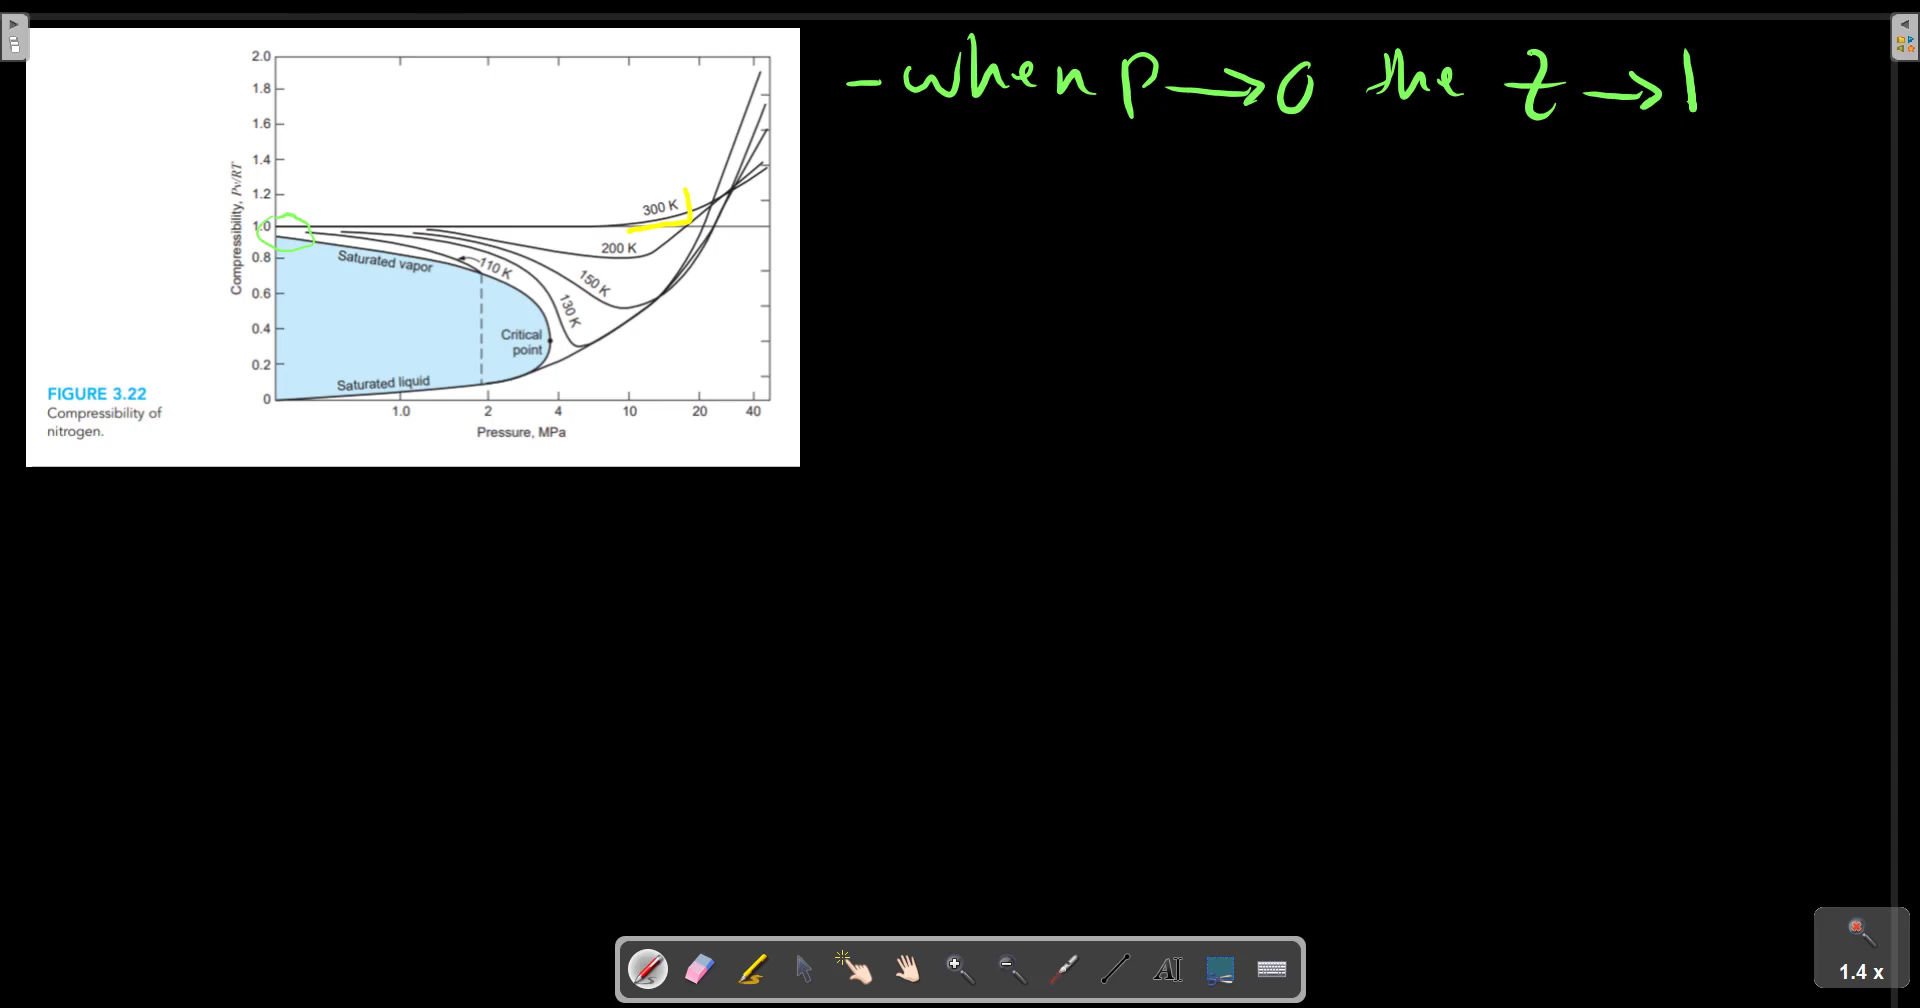 - when P → 0 the Z → 1
2.0
1.8
1.6
1.4
1.2
1.0
0.8
0.6
0.4
0.2
0
Compressibility, Pv/RT
300 K
200 K
150 K
130 K
110 K
Saturated vapor
Critical
point
Saturated liquid
1.0 2 4 10 20 40
Pressure, MPa
FIGURE 3.22
Compressibility of
nitrogen.
AI
1.4 x